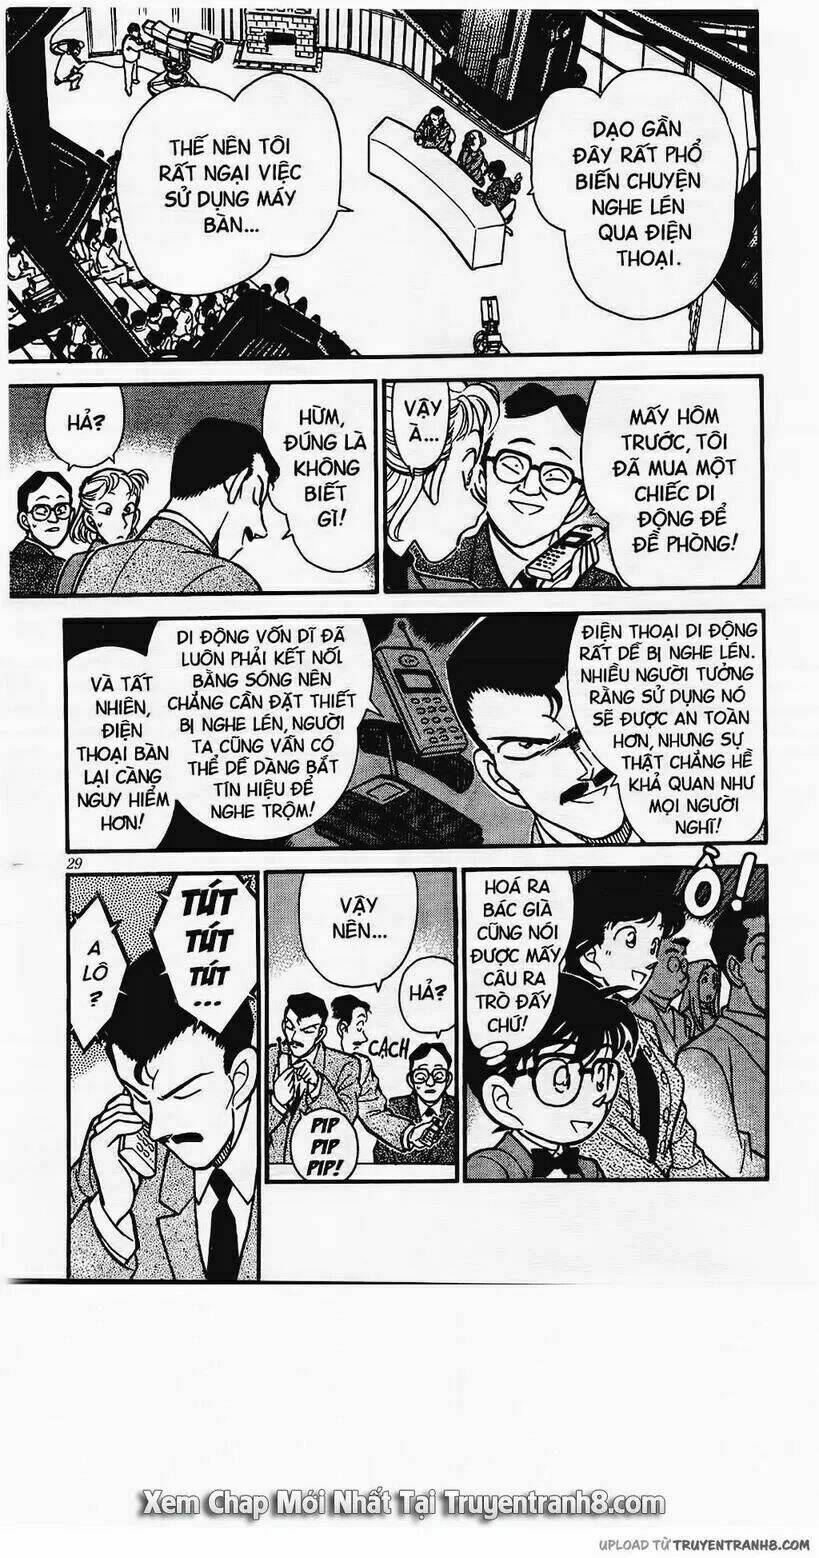 DẠO GẦN
ĐÂY RẤT PHỔ
BIẾN CHUYỆN
NGHE LÉN
QUA ĐIỆN
THOẠI.
THẾ NÊN TÔI
RẤT NGẠI VIỆC
SỬ DỤNG MÁY
BÀN...
MẤY HÔM
TRƯỚC, TÔI
ĐÃ MUA MỘT
CHIẾC DI
ĐỘNG ĐỂ
ĐỀ PHÒNG!
VẬY
À...
HỪM,
ĐÚNG LÀ
KHÔNG
BIẾT
GÌ!
HẢ?
ĐIỆN THOẠI DI ĐỘNG
RẤT DỄ BỊ NGHE LÉN.
NHIỀU NGƯỜI TƯỞNG
RẰNG SỬ DỤNG NÓ
SẼ ĐƯỢC AN TOÀN
HƠN, NHƯNG SỰ
THẬT CHẲNG HỀ
KHẢ QUAN NHƯ
MỌI NGƯỜI
NGHĨ!
DI ĐỘNG VỐN DĨ ĐÃ
LUÔN PHẢI KẾT NỐI
BẰNG SÓNG NÊN
CHẲNG CẦN ĐẶT THIẾT
BỊ NGHE LÉN, NGƯỜI
TA CŨNG VẪN CÓ
THỂ DỄ DÀNG BẮT
TÍN HIỆU ĐỂ
NGHE TRỘM!
VÀ TẤT
NHIÊN,
ĐIỆN
THOẠI BÀN
LẠI CÀNG
NGUY HIỂM
HƠN!
29
Ồ!
HOÁ RA
BÁC GIÀ
CŨNG NÓI
ĐƯỢC MẤY
CÂU RA
TRÒ ĐẤY
CHỨ!
VẬY
NÊN...
HẢ?
CẠCH
PIP
PIP
PIP!
TÚT
TÚT
TÚT
...
A
LÔ
?
Xem Chap Mới Nhất Tại Truyentranh8.com
UPLOAD TỪ TRUYENTRANH8.COM